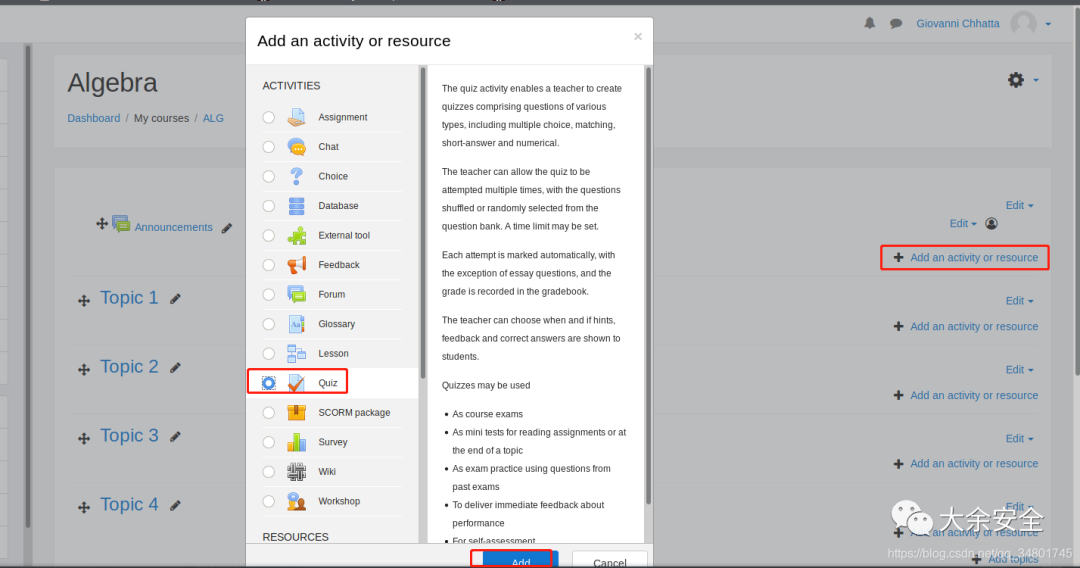 Giovanni Chhatta
Algebra
Dashboard / My courses / ALG
Announcements
Edit
Edit
Add an activity or resource
Topic 1
Edit
Add an activity or resource
Topic 2
Edit
Add an activity or resource
Topic 3
Edit
Add an activity or resource
Topic 4
Edit
Add an activity or resource
Add topics
Add an activity or resource
×
ACTIVITIES
Assignment
Chat
Choice
Database
External tool
Feedback
Forum
Glossary
Lesson
Quiz
SCORM package
Survey
Wiki
Workshop
RESOURCES
The quiz activity enables a teacher to create
quizzes comprising questions of various
types, including multiple choice, matching,
short-answer and numerical.
The teacher can allow the quiz to be
attempted multiple times, with the questions
shuffled or randomly selected from the
question bank. A time limit may be set.
Each attempt is marked automatically, with
the exception of essay questions, and the
grade is recorded in the gradebook.
The teacher can choose when and if hints,
feedback and correct answers are shown to
students.
Quizzes may be used
• As course exams
• As mini tests for reading assignments or at
the end of a topic
• As exam practice using questions from
past exams
• To deliver immediate feedback about
performance
• For self-assessment
Add
Cancel
大余安全
https://blog.csdn.net/qq_34801745